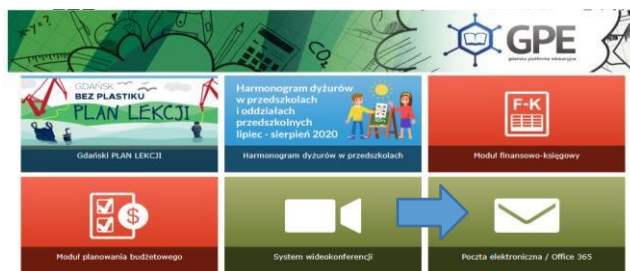 x-y=?
CO₂
GPE
gdańska platforma edukacyjna
GDAŃSK
BEZ PLASTIKU
PLAN LEKCJI
Gdański PLAN LEKCJI
Harmonogram dyżurów
w przedszkolach
i oddziałach
przedszkolnych
lipiec - sierpień 2020
Harmonogram dyżurów w przedszkolach
F-K
Moduł finansowo-księgowy
$
Moduł planowania budżetowego
System wideokonferencji
Poczta elektroniczna / Office 365